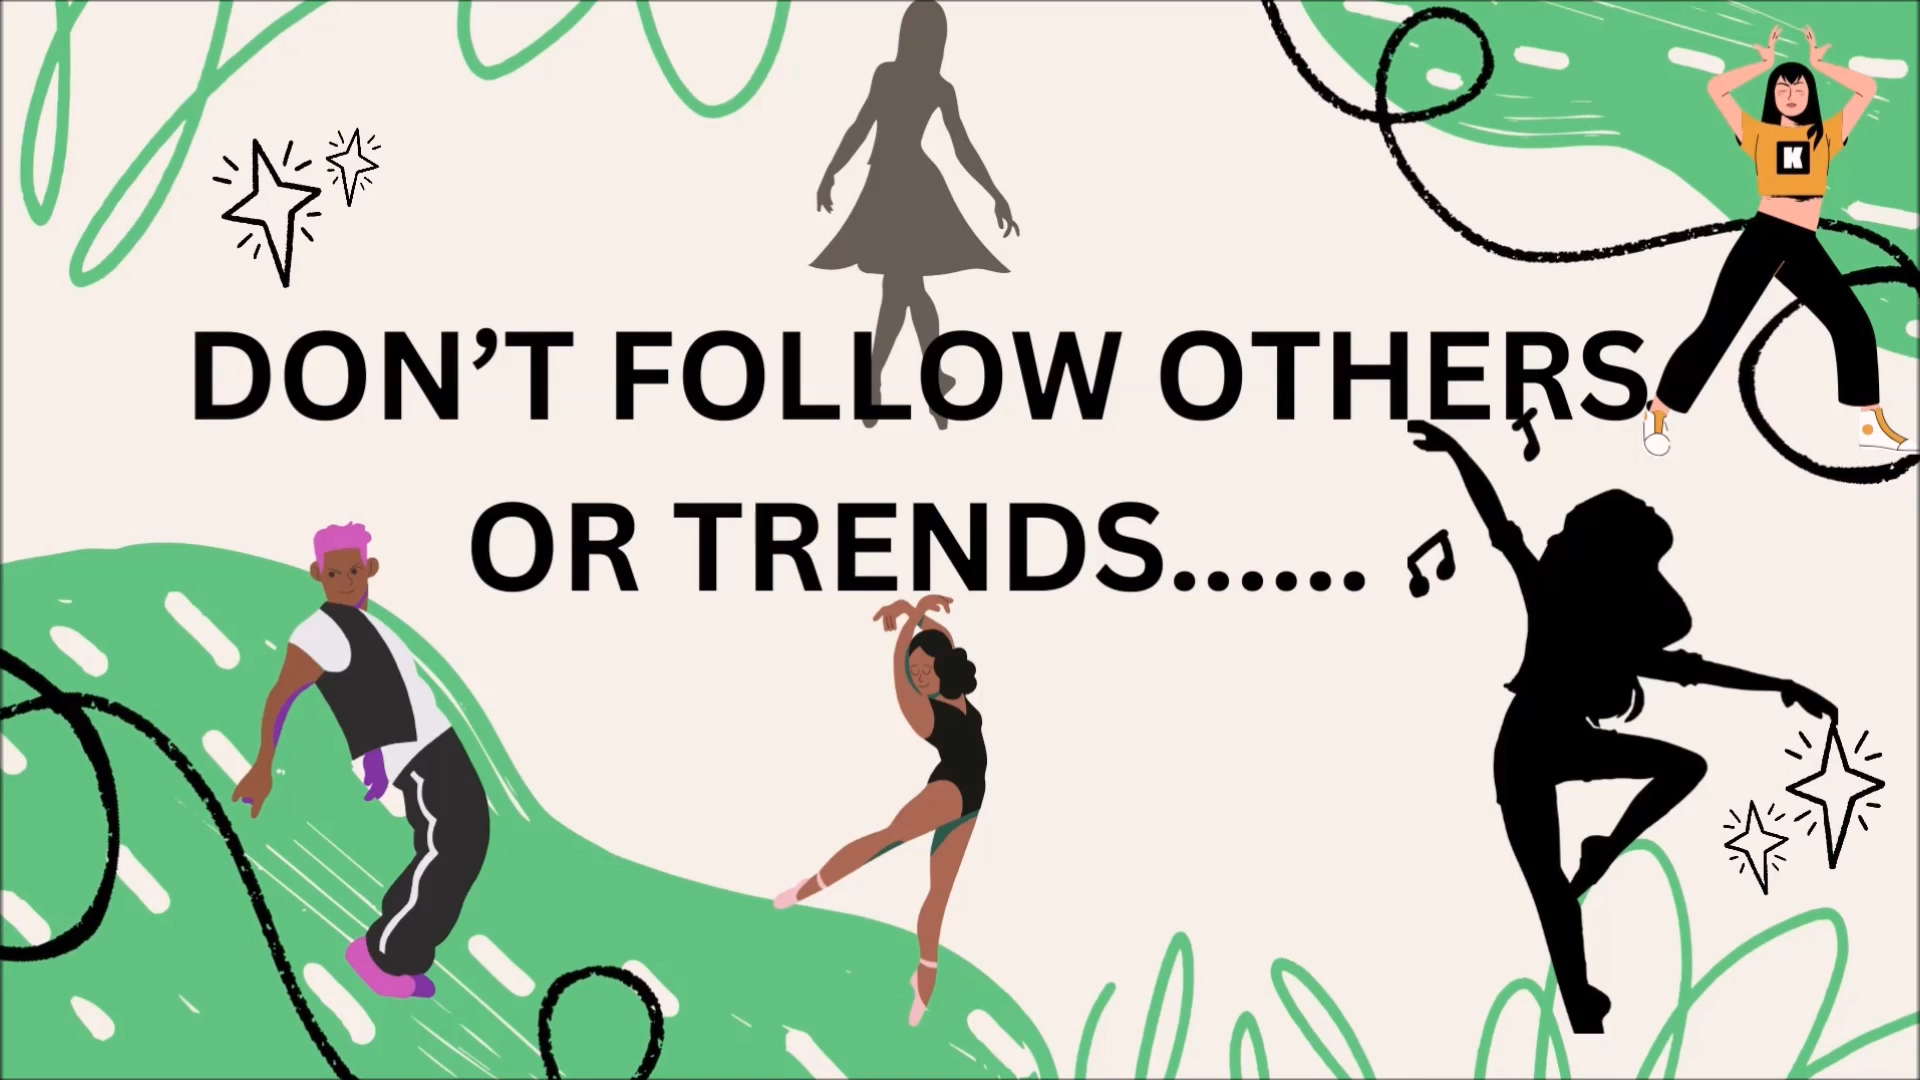 K
DON’T FOLLOW OTHERS
OR TRENDS......